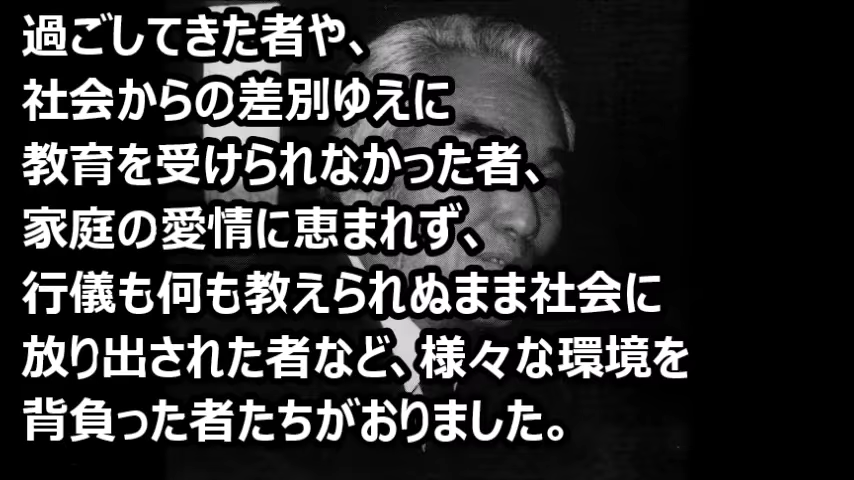 過ごしてきた者や、
社会からの差別ゆえに
教育を受けられなかった者、
家庭の愛情に恵まれず、
行儀も何も教えられぬまま社会に
放り出された者など、様々な環境を
背負った者たちがおりました。